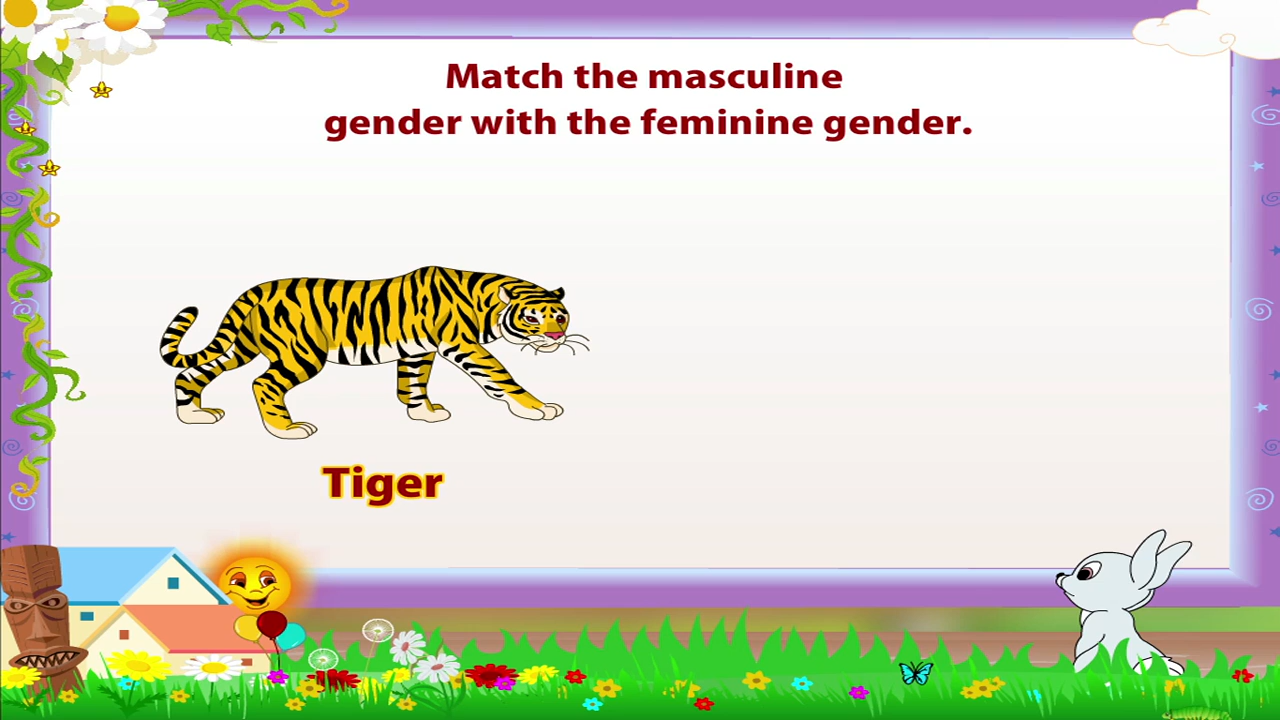 Match the masculine
gender with the feminine gender.
Tiger